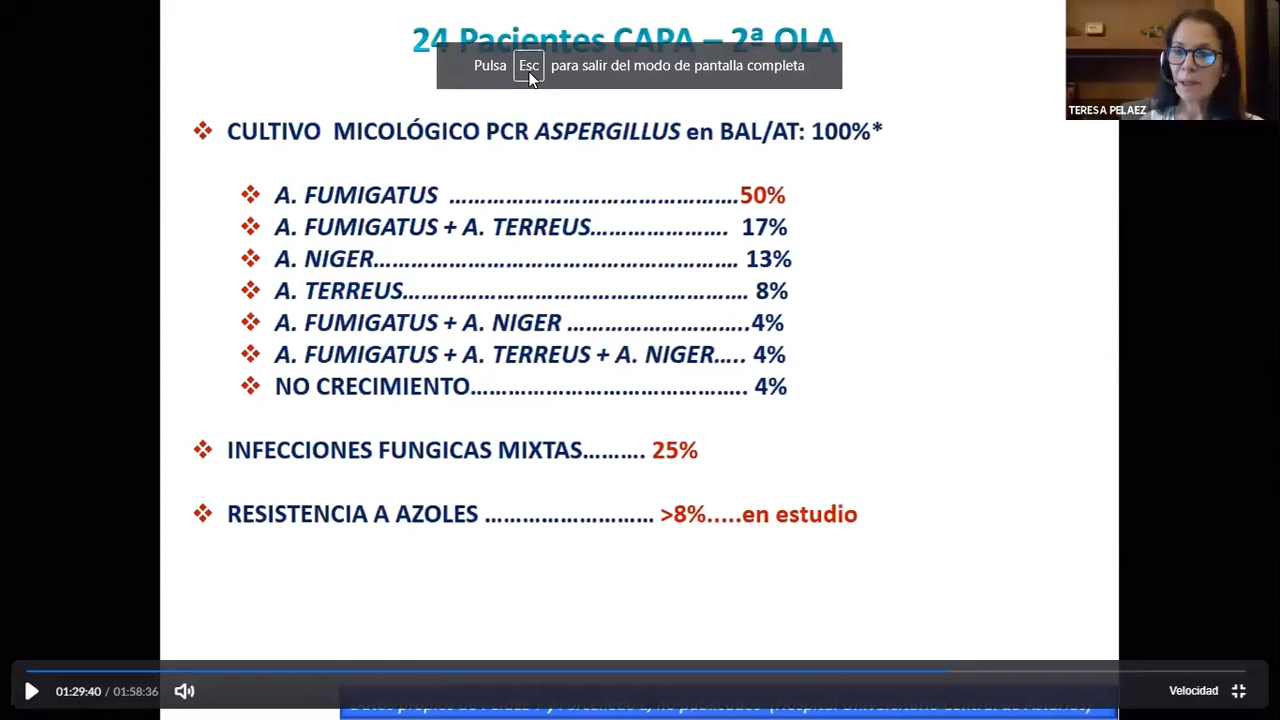 24 Pacientes CAPA – 2ª OLA
Pulsa Esc para salir del modo de pantalla completa
TERESA PELAEZ
❖ CULTIVO MICOLÓGICO PCR ASPERGILLUS en BAL/AT: 100%*
❖ A. FUMIGATUS ……………………………………….50%
❖ A. FUMIGATUS + A. TERREUS…………………. 17%
❖ A. NIGER…………………………………………………. 13%
❖ A. TERREUS………………………………………………. 8%
❖ A. FUMIGATUS + A. NIGER ……………………..4%
❖ A. FUMIGATUS + A. TERREUS + A. NIGER….. 4%
❖ NO CRECIMIENTO…………………………………….. 4%
❖ INFECCIONES FUNGICAS MIXTAS………. 25%
❖ RESISTENCIA A AZOLES ……………………… >8%…..en estudio
01:29:40 / 01:58:36
Velocidad